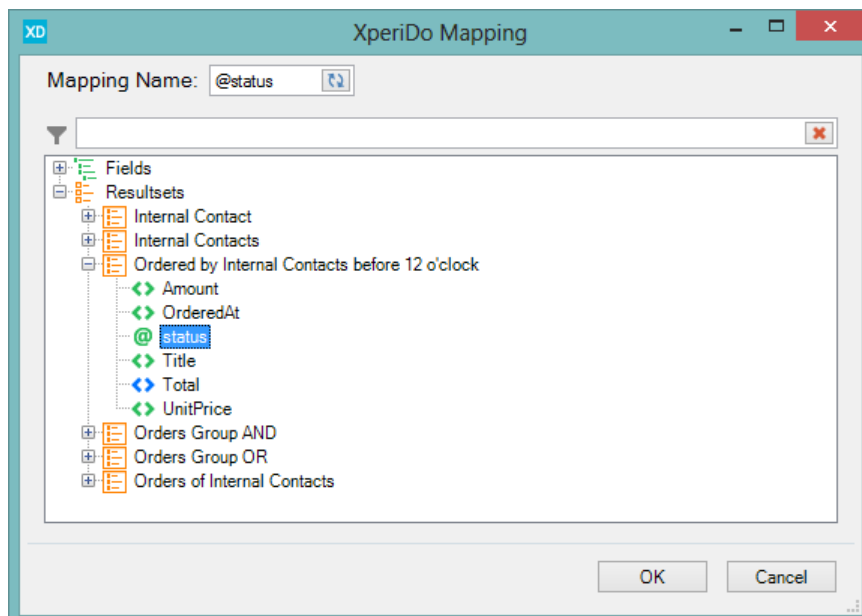 XD XperiDo Mapping
Mapping Name: @status
Fields
Resultsets
Internal Contact
Internal Contacts
Ordered by Internal Contacts before 12 o'clock
<> Amount
<> OrderedAt
@ status
<> Title
<> Total
<> UnitPrice
Orders Group AND
Orders Group OR
Orders of Internal Contacts
OK Cancel